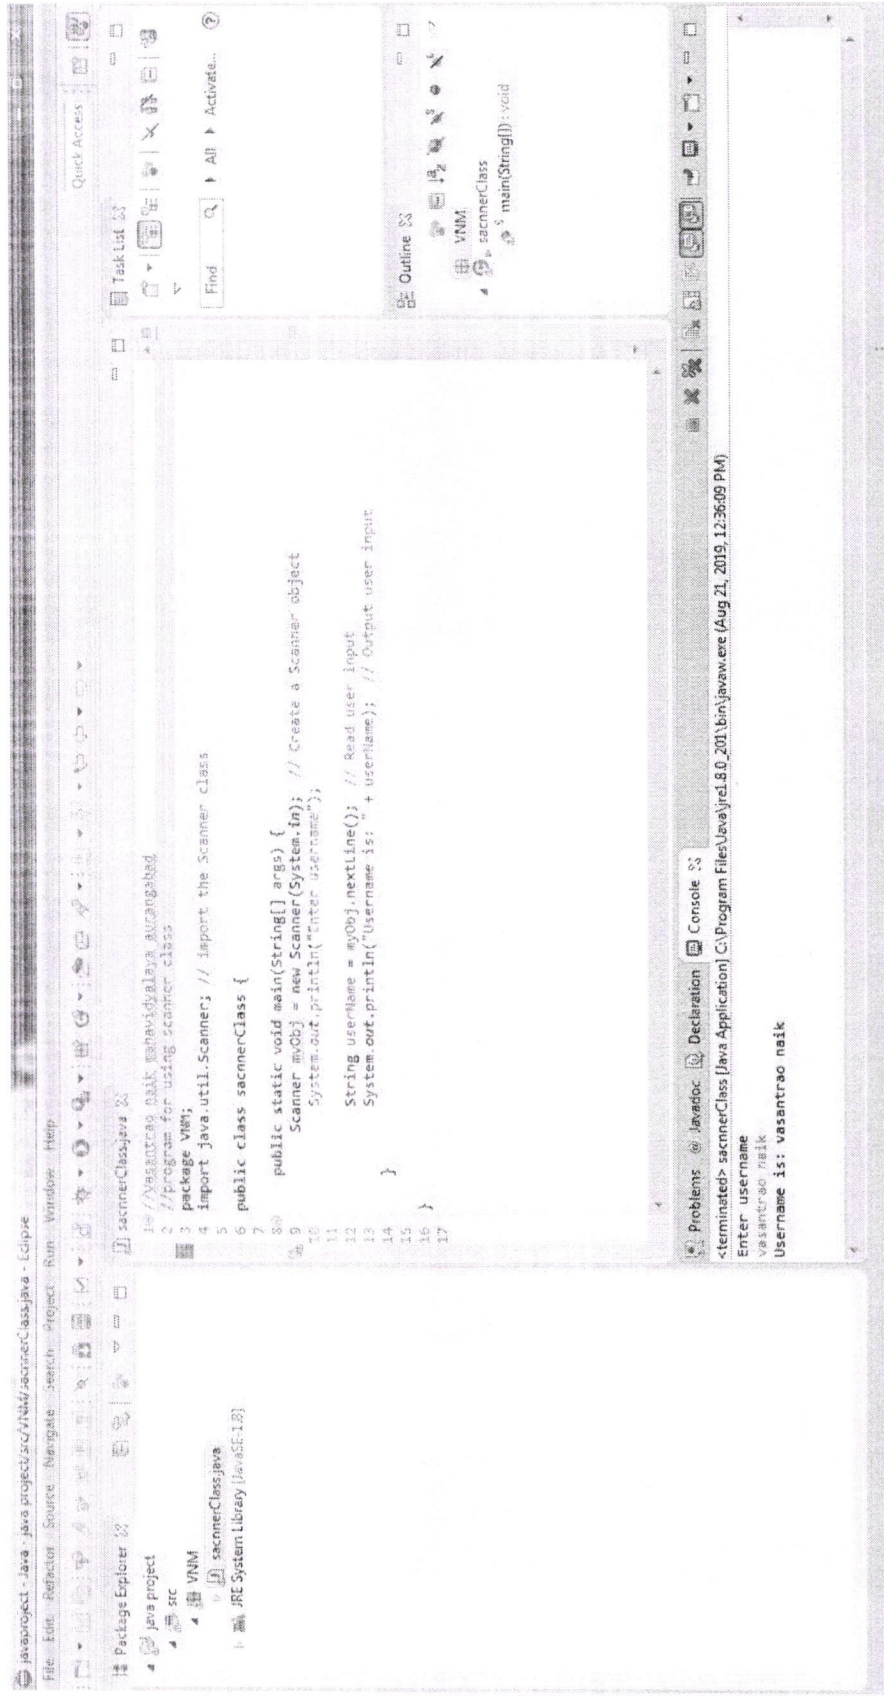 javaproject - Java - java project/src/VNM/sacnnerClass.java - Eclipse
File Edit Refactor Source Navigate Search Project Run Window Help
Quick Access
Package Explorer
java project
src
VNM
sacnnerClass.java
JRE System Library [JavaSE-1.8]
sacnnerClass.java
1 //vasantrao naik mahavidyalaya aurangabad
2 //program for using scanner class
3 package VNM;
4 import java.util.Scanner; // import the Scanner class
5
6 public class sacnnerClass {
7
8 public static void main(String[] args) {
9 Scanner myObj = new Scanner(System.in); // Create a Scanner object
10 System.out.println("Enter username");
11
12 String userName = myObj.nextLine(); // Read user input
13 System.out.println("Username is: " + userName); // Output user input
14 }
15
16 }
17
Task List
Find
All
Activate...
Outline
VNM
sacnnerClass
main(String[]) : void
Problems @ Javadoc Declaration Console
<terminated> sacnnerClass [Java Application] C:\Program Files\Java\jre1.8.0_201\bin\javaw.exe (Aug 21, 2019, 12:36:09 PM)
Enter username
vasantrao naik
Username is: vasantrao naik